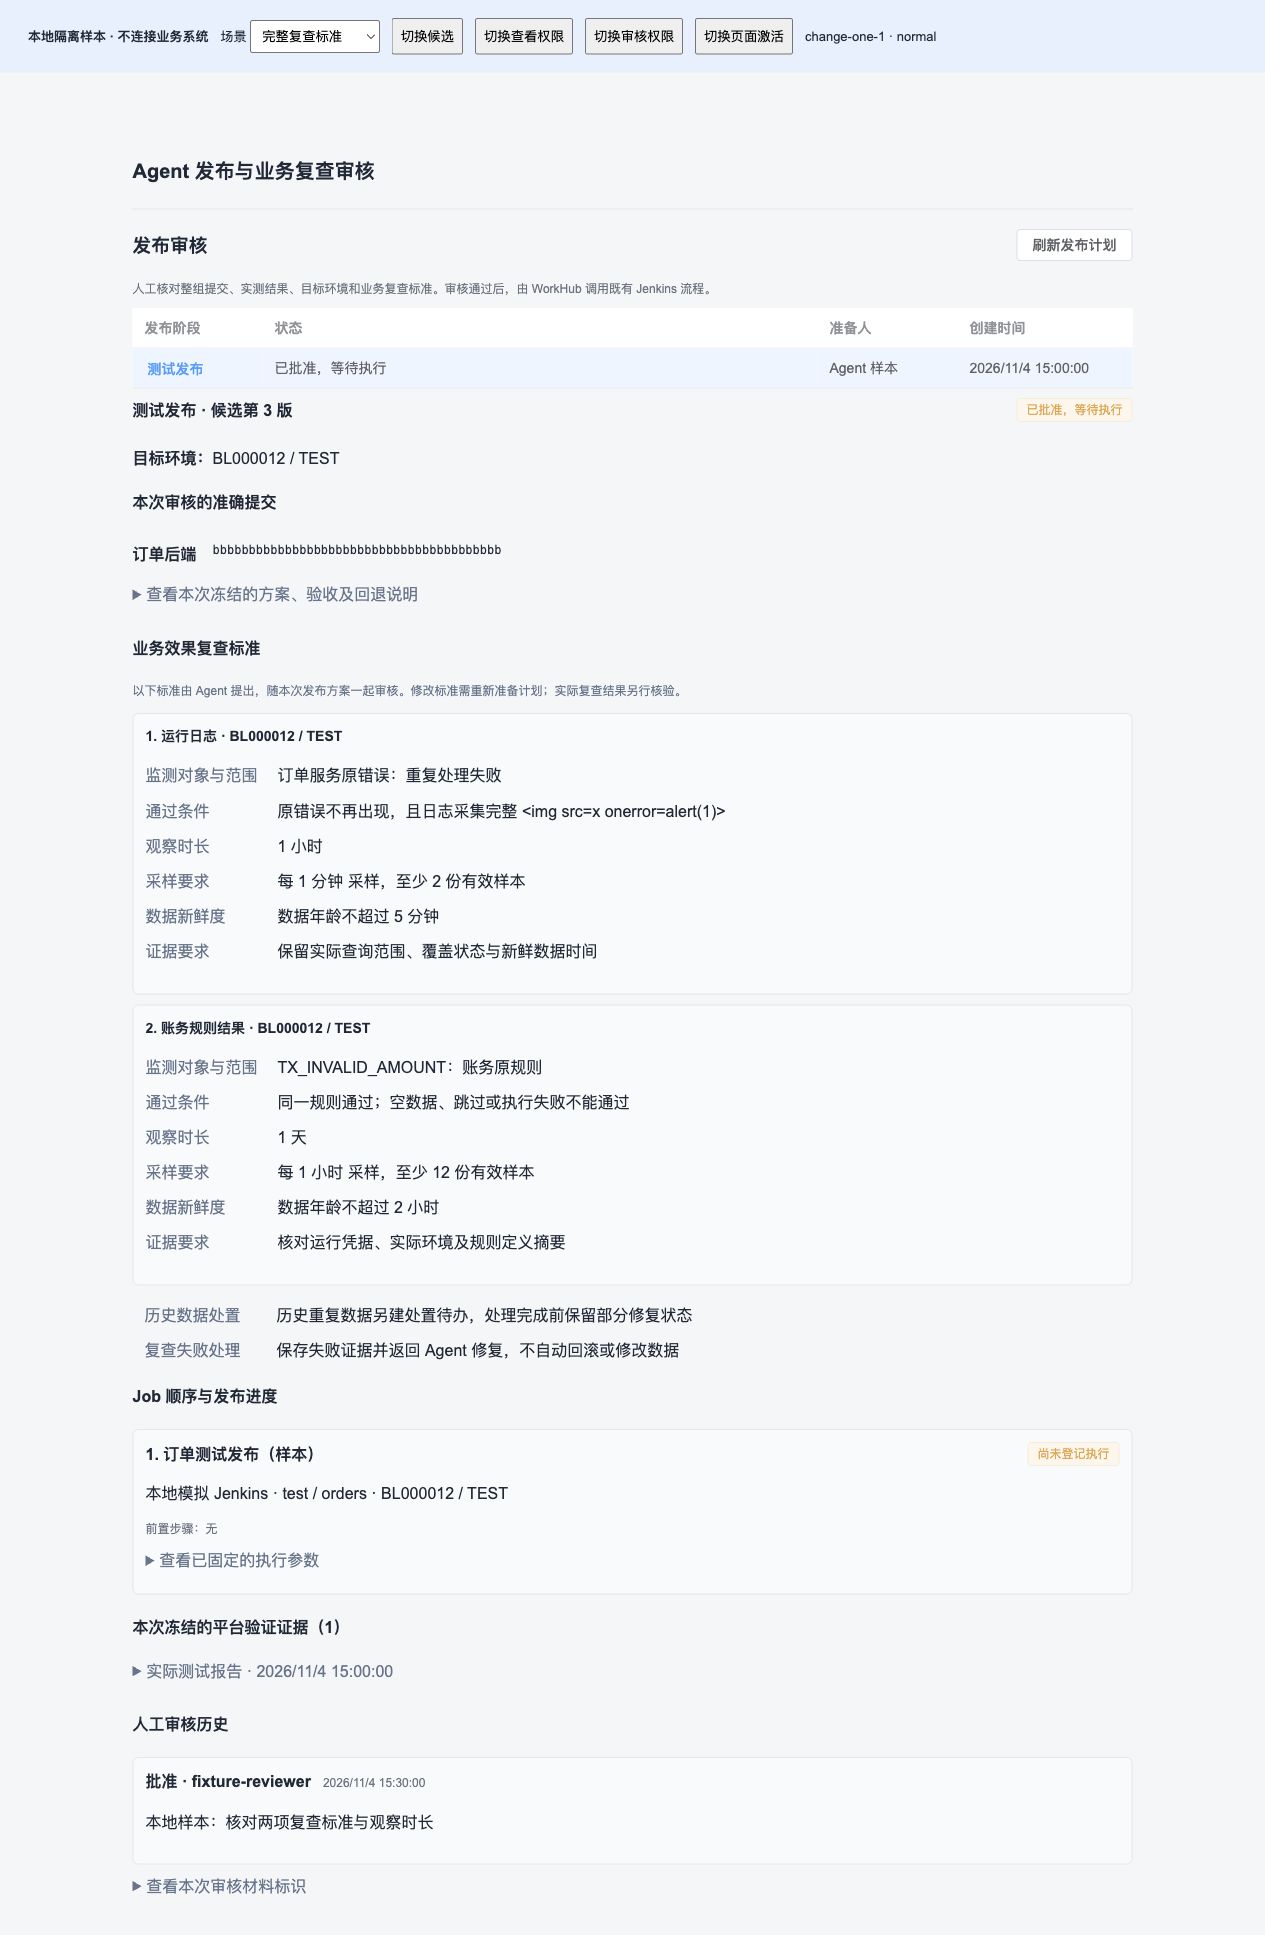 本地隔离样本 · 不连接业务系统 场景 完整复查标准 切换候选 切换查看权限 切换审核权限 切换页面激活 change-one-1 · normal
Agent 发布与业务复查审核
发布审核 刷新发布计划
人工核对整组提交、实测结果、目标环境和业务复查标准。审核通过后，由 WorkHub 调用既有 Jenkins 流程。
发布阶段 状态 准备人 创建时间
测试发布 已批准，等待执行 Agent 样本 2026/11/4 15:00:00
测试发布 · 候选第 3 版 已批准，等待执行
目标环境：BL000012 / TEST
本次审核的准确提交
订单后端 bbbbbbbbbbbbbbbbbbbbbbbbbbbbbbbbbbbbbbbb
▶ 查看本次冻结的方案、验收及回退说明
业务效果复查标准
以下标准由 Agent 提出，随本次发布方案一起审核。修改标准需重新准备计划；实际复查结果另行核验。
1. 运行日志 · BL000012 / TEST
监测对象与范围 订单服务原错误：重复处理失败
通过条件 原错误不再出现，且日志采集完整 <img src=x onerror=alert(1)>
观察时长 1 小时
采样要求 每 1 分钟 采样，至少 2 份有效样本
数据新鲜度 数据年龄不超过 5 分钟
证据要求 保留实际查询范围、覆盖状态与新鲜数据时间
2. 账务规则结果 · BL000012 / TEST
监测对象与范围 TX_INVALID_AMOUNT：账务原规则
通过条件 同一规则通过；空数据、跳过或执行失败不能通过
观察时长 1 天
采样要求 每 1 小时 采样，至少 12 份有效样本
数据新鲜度 数据年龄不超过 2 小时
证据要求 核对运行凭据、实际环境及规则定义摘要
历史数据处置 历史重复数据另建处置待办，处理完成前保留部分修复状态
复查失败处理 保存失败证据并返回 Agent 修复，不自动回滚或修改数据
Job 顺序与发布进度
1. 订单测试发布（样本） 尚未登记执行
本地模拟 Jenkins · test / orders · BL000012 / TEST
前置步骤：无
▶ 查看已固定的执行参数
本次冻结的平台验证证据（1）
▶ 实际测试报告 · 2026/11/4 15:00:00
人工审核历史
批准 · fixture-reviewer 2026/11/4 15:30:00
本地样本：核对两项复查标准与观察时长
▶ 查看本次审核材料标识